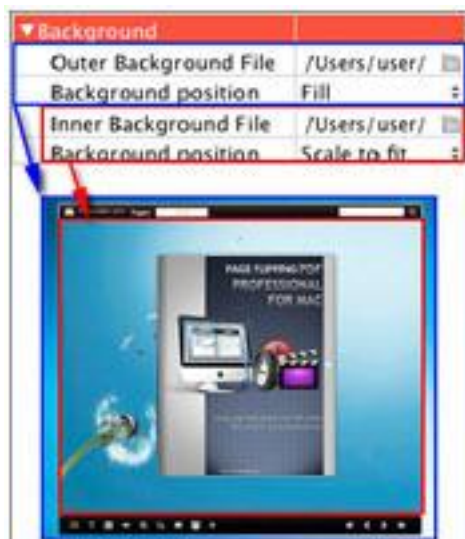 ▼Background
Outer Background File /Users/user/
Background position Fill
Inner Background File /Users/user/
Background position Scale to fit
PAGE FLIPPING PDF
PROFESSIONAL
FOR MAC